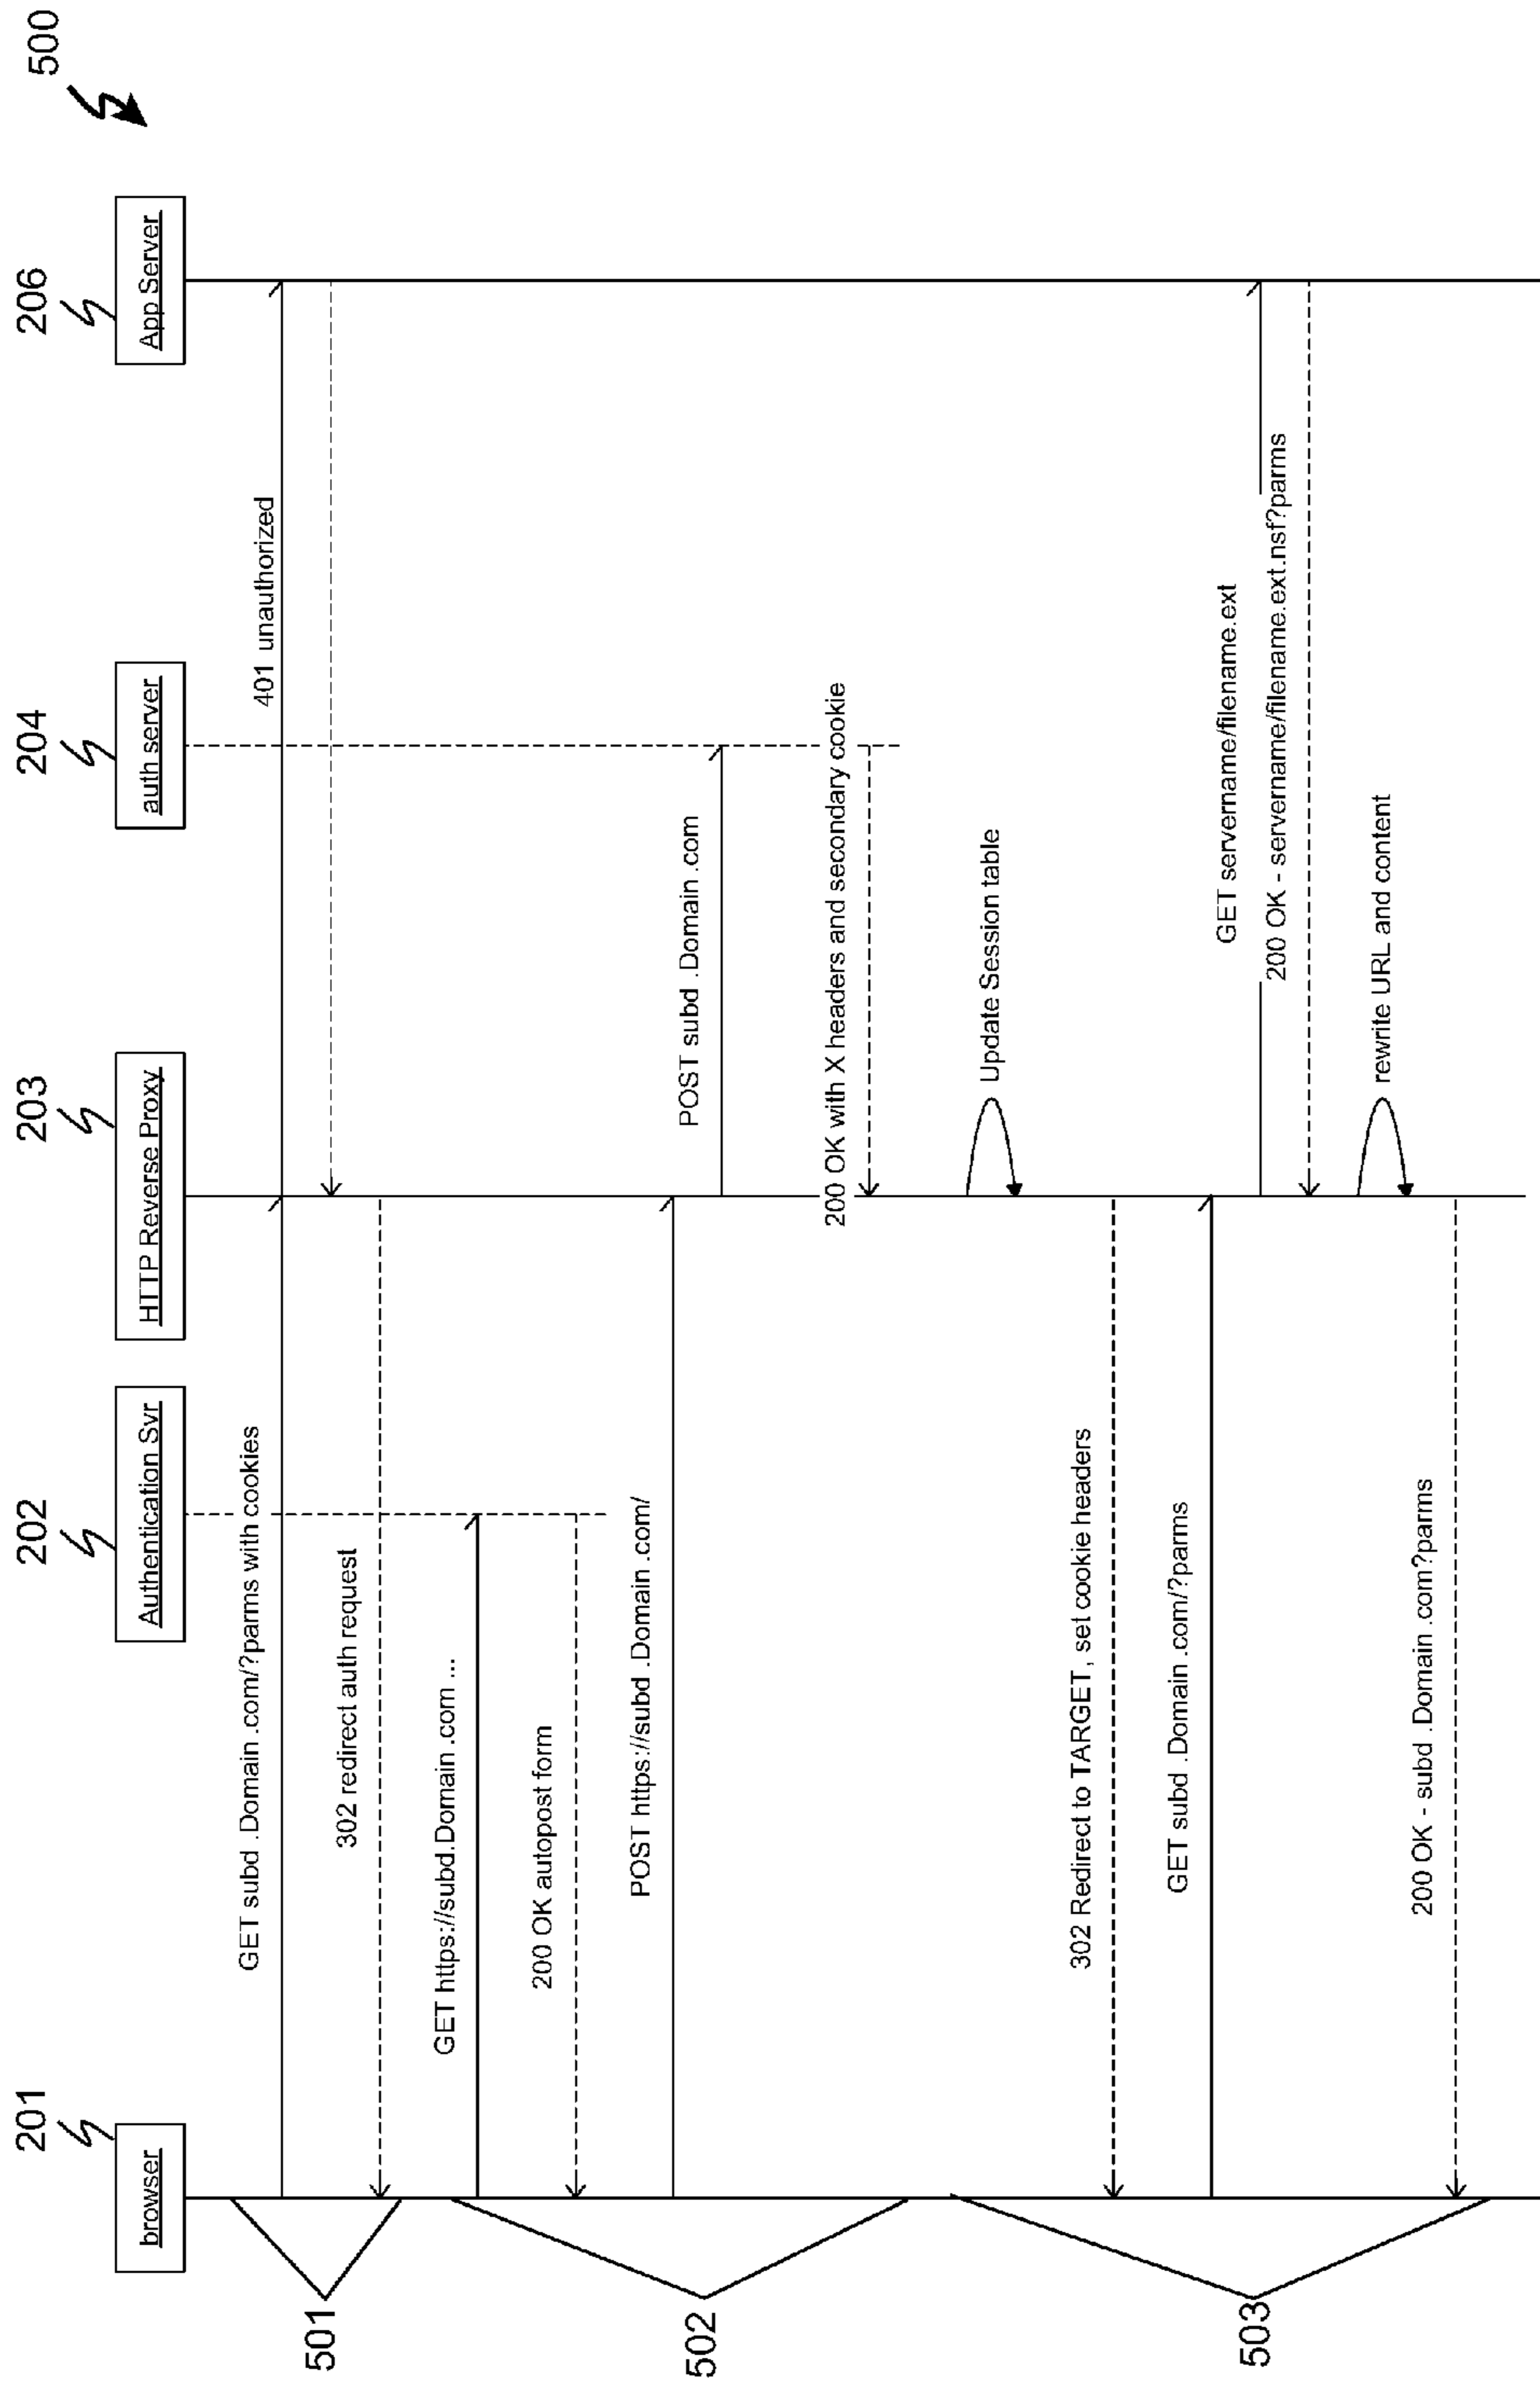 500
201
202
203
204
206
browser
Authentication Svr
HTTP Reverse Proxy
auth server
App Server
501
GET subd .Domain .com/?parms with cookies
401 unauthorized
302 redirect auth request
502
GET https://subd.Domain .com ...
200 OK autopost form
POST https://subd .Domain .com/
POST subd .Domain .com
200 OK with X headers and secondary cookie
503
Update Session table
302 Redirect to TARGET, set cookie headers
GET subd .Domain .com/?parms
GET servername/filename.ext
200 OK - servername/filename.ext.nsf?parms
rewrite URL and content
200 OK - subd .Domain .com?parms